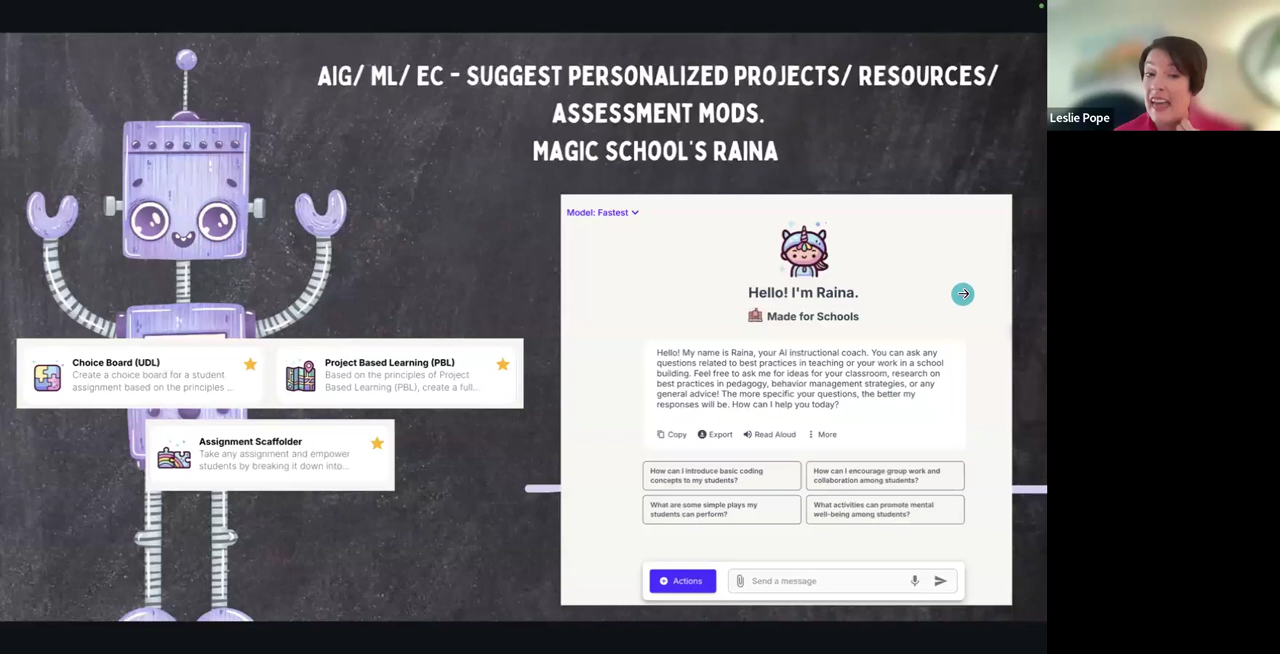 AIG/ ML/ EC - SUGGEST PERSONALIZED PROJECTS/ RESOURCES/
ASSESSMENT MODS.
MAGIC SCHOOL'S RAINA
Leslie Pope
Choice Board (UDL)
Create a choice board for a student
assignment based on the principles ...
Project Based Learning (PBL)
Based on the principles of Project
Based Learning (PBL), create a full...
Assignment Scaffolder
Take any assignment and empower
students by breaking it down into...
Model: Fastest
Hello! I'm Raina.
Made for Schools
Hello! My name is Raina, your AI instructional coach. You can ask any
questions related to best practices in teaching or your work in a school
building. Feel free to ask me for ideas for your classroom, research on
best practices in pedagogy, behavior management strategies, or any
general advice! The more specific your questions, the better my
responses will be. How can I help you today?
Copy Export Read Aloud More
How can I introduce basic coding
concepts to my students?
How can I encourage group work and
collaboration among students?
What are some simple plays my
students can perform?
What activities can promote mental
well-being among students?
Actions
Send a message